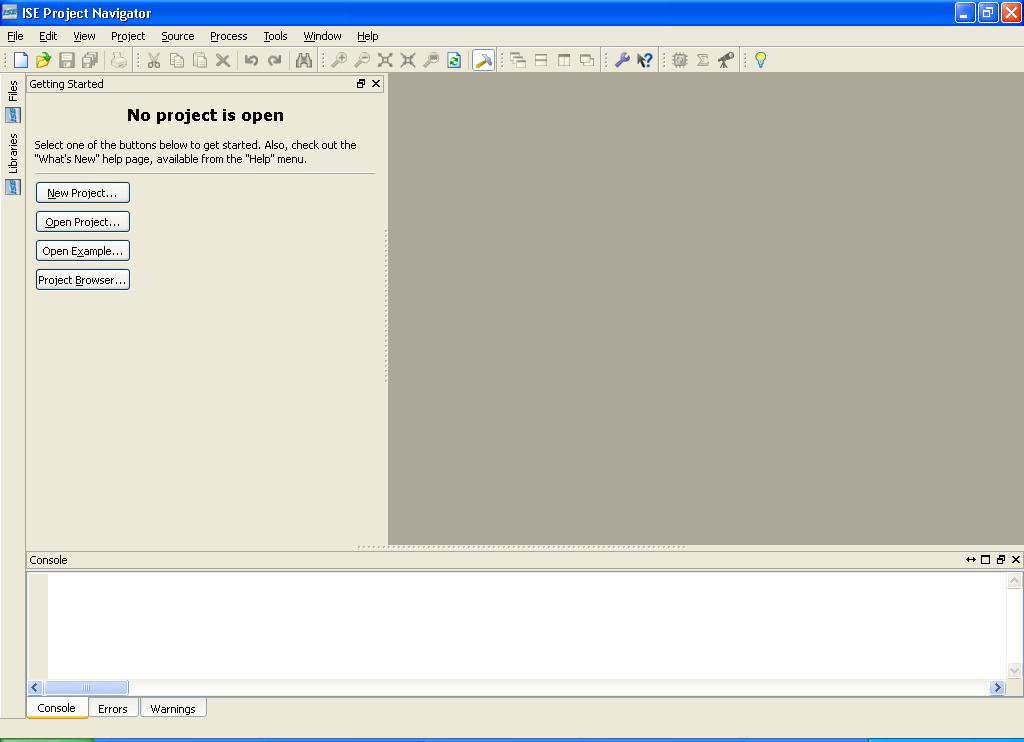 ISE Project Navigator
File Edit View Project Source Process Tools Window Help
Files
Libraries
Getting Started
No project is open
Select one of the buttons below to get started. Also, check out the
"What's New" help page, available from the "Help" menu.
New Project...
Open Project...
Open Example...
Project Browser...
Console
Console Errors Warnings